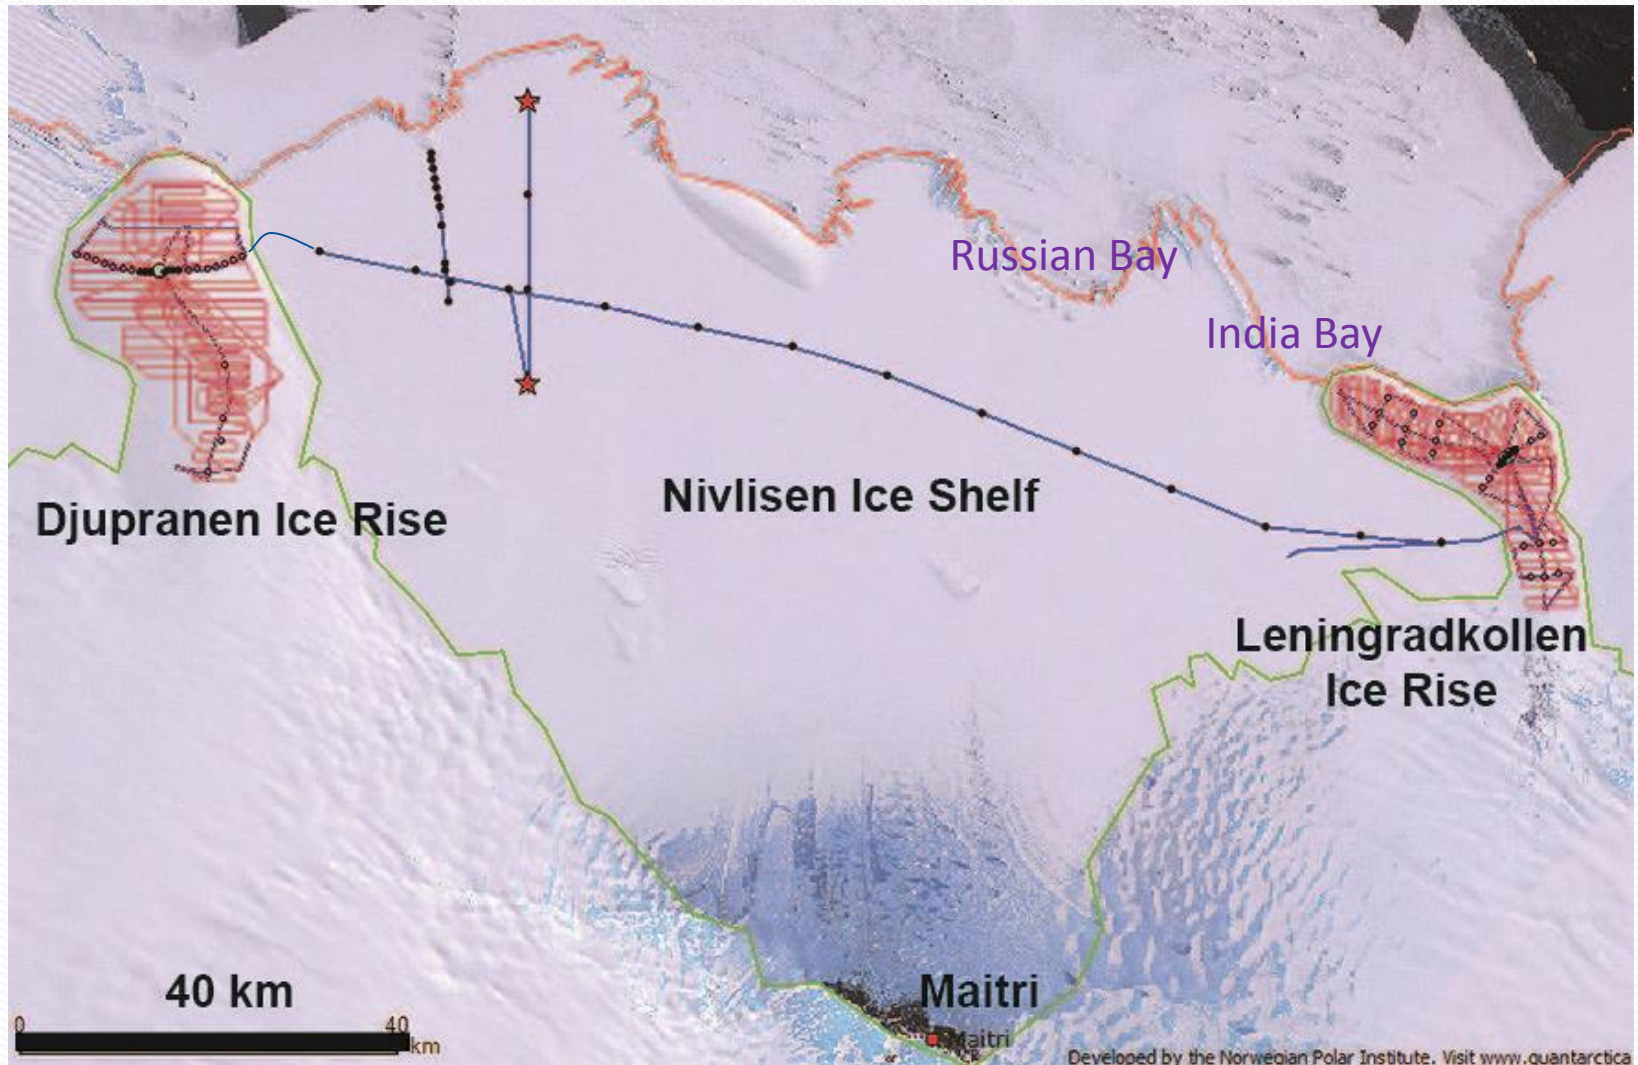 Russian Bay
India Bay
Nivlisen Ice Shelf
Djupranen Ice Rise
Leningradkollen
Ice Rise
40 km
Maitri
0 40
km
Maitri
Developed by the Norwegian Polar Institute. Visit www.quantarctica